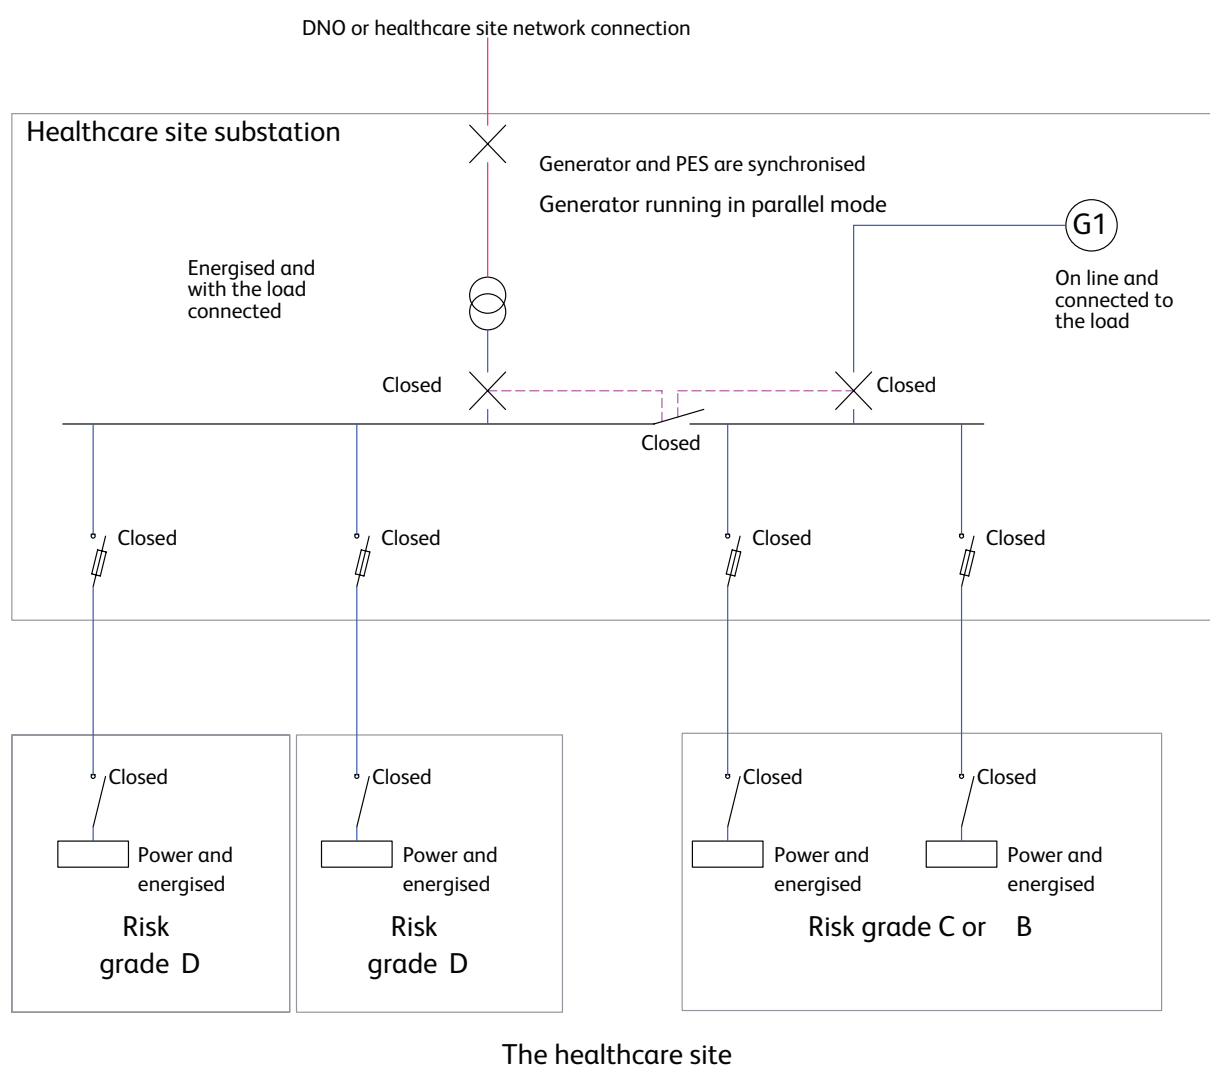 DNO or healthcare site network connection
Healthcare site substation
Generator and PES are synchronised
Generator running in parallel mode
G1
Energised and
with the load
connected
On line and
connected to
the load
Closed
Closed
Closed
Closed
Closed
Closed
Closed
Closed
Closed
Closed
Closed
Power and
energised
Power and
energised
Power and
energised
Power and
energised
Risk
grade D
Risk
grade D
Risk grade C or B
The healthcare site